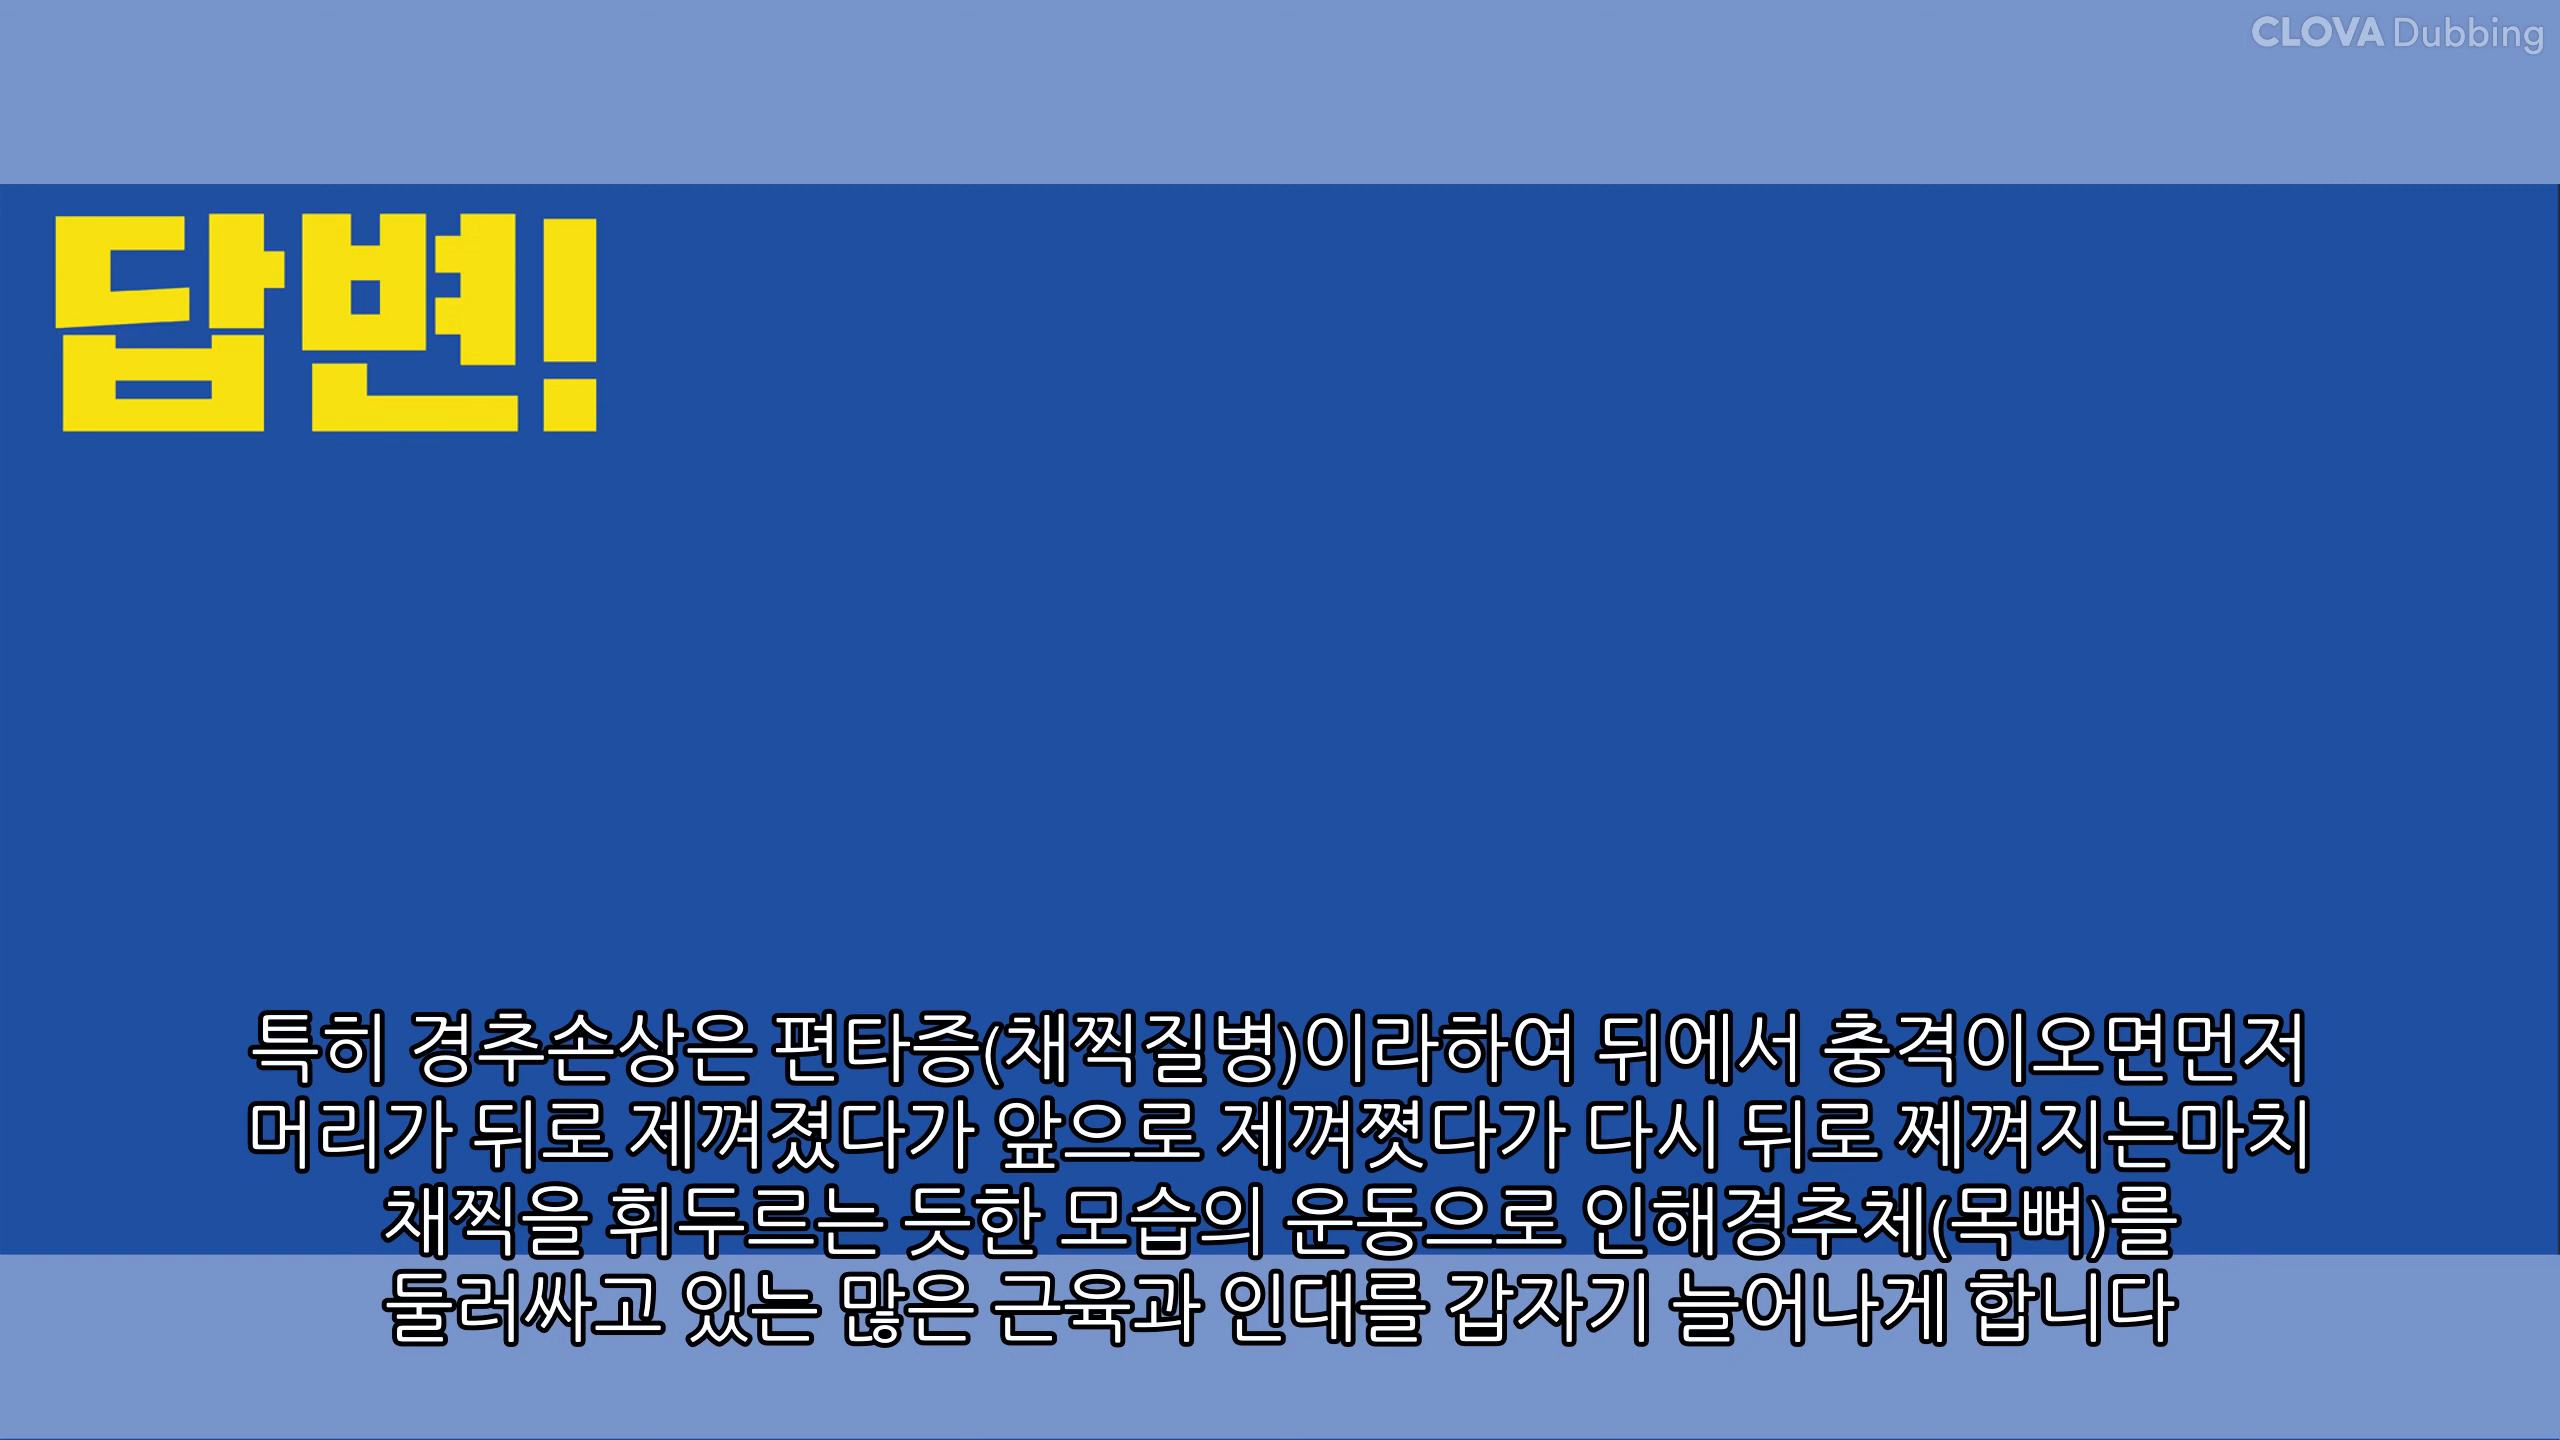 CLOVA Dubbing
답변!
특히 경추손상은 편타증(채찍질병)이라하여 뒤에서 충격이오면먼저
머리가 뒤로 제껴졌다가 앞으로 제껴쪗다가 다시 뒤로 쩨껴지는마치
채찍을 휘두르는 듯한 모습의 운동으로 인해경추체(목뼈)를
둘러싸고 있는 많은 근육과 인대를 갑자기 늘어나게 합니다